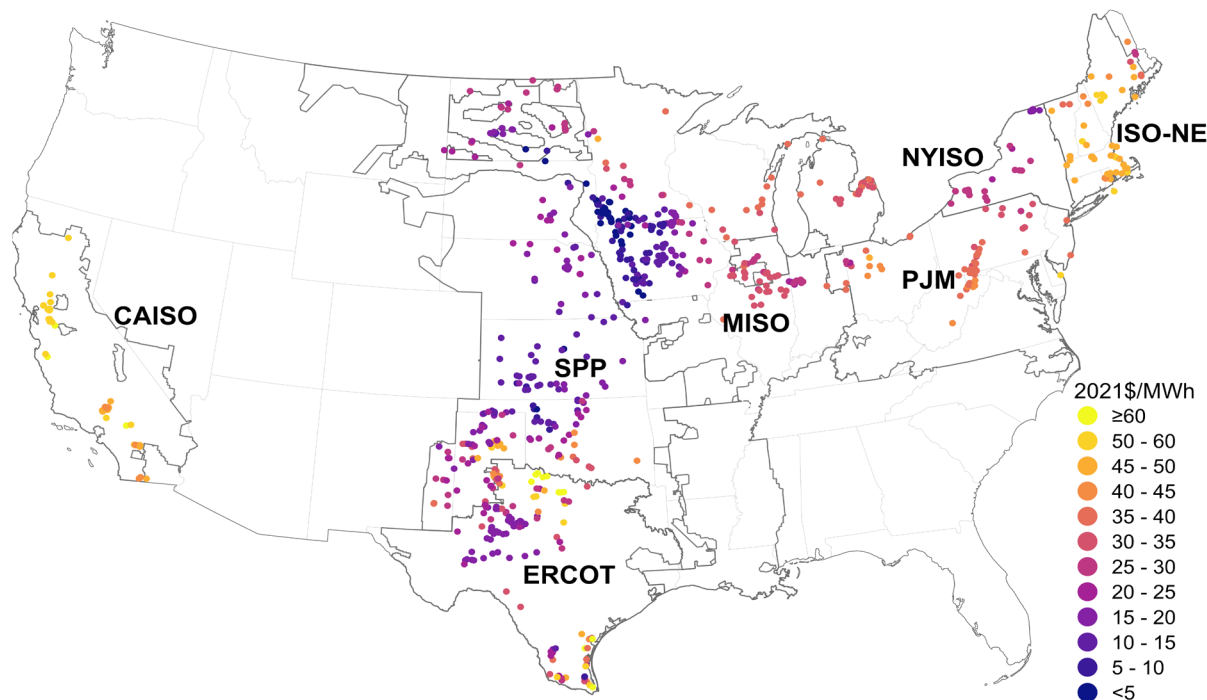 ISO-NE
NYISO
PJM
CAISO
MISO
SPP
ERCOT
2021$/MWh
≥60
50 - 60
45 - 50
40 - 45
35 - 40
30 - 35
25 - 30
20 - 25
15 - 20
10 - 15
5 - 10
<5